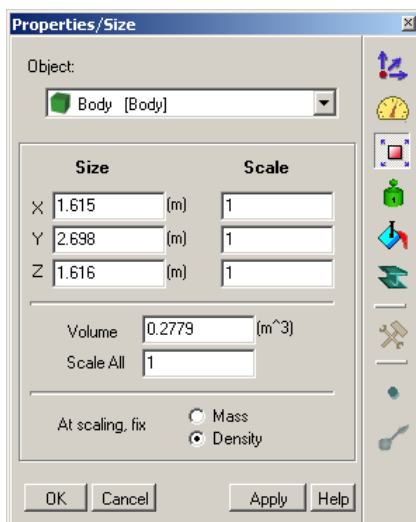 Properties/Size
Object:
Body [Body]
Size Scale
X 1.615 (m) 1
Y 2.698 (m) 1
Z 1.616 (m) 1
Volume 0.2779 (m^3)
Scale All 1
At scaling, fix Mass
Density
OK Cancel Apply Help
1